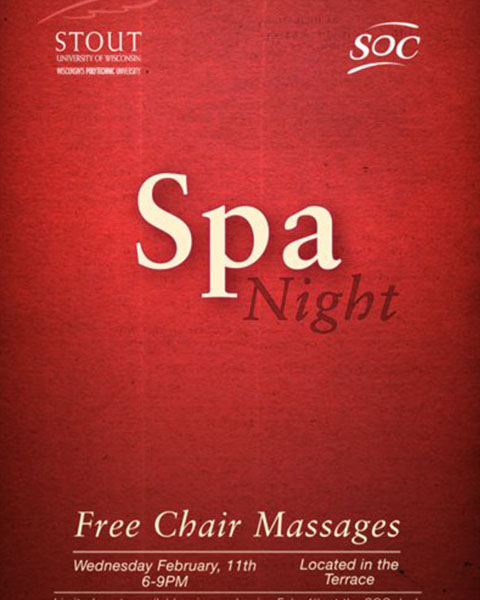 STOUT
UNIVERSITY OF WISCONSIN
WISCONSIN'S POLYTECHNIC UNIVERSITY
SOC
Spa
Night
Free Chair Massages
Wednesday February, 11th
6-9PM
Located in the
Terrace